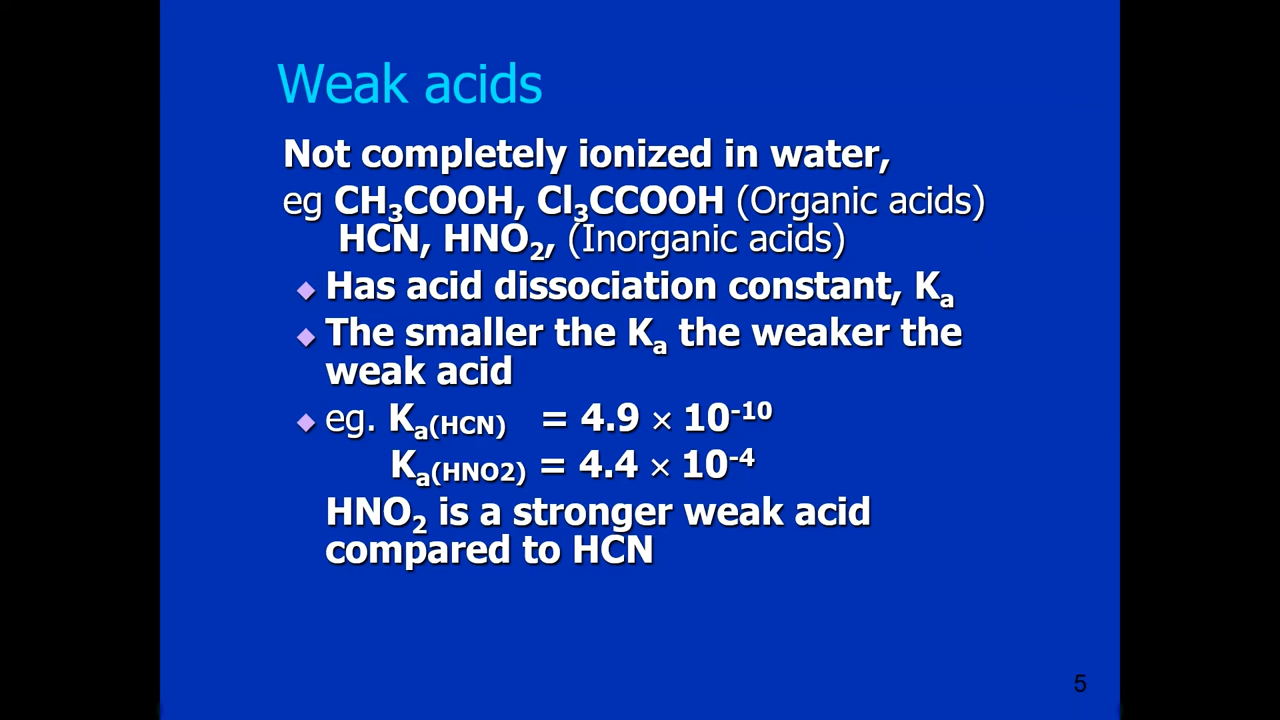 Weak acids
Not completely ionized in water,
eg CH₃COOH, Cl₃CCOOH (Organic acids)
HCN, HNO₂, (Inorganic acids)
◆ Has acid dissociation constant, Kₐ
◆ The smaller the Kₐ the weaker the
weak acid
◆ eg. Kₐ₍HCN₎ = 4.9 × 10⁻¹⁰
Kₐ₍HNO2₎ = 4.4 × 10⁻⁴
HNO₂ is a stronger weak acid
compared to HCN
5